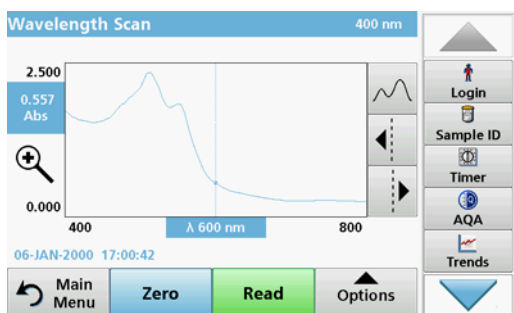 Wavelength Scan
400 nm
2.500
0.557
Abs
0.000
400
λ 600 nm
800
06-JAN-2000 17:00:42
Main
Menu
Zero
Read
Options
Login
Sample ID
Timer
AQA
Trends